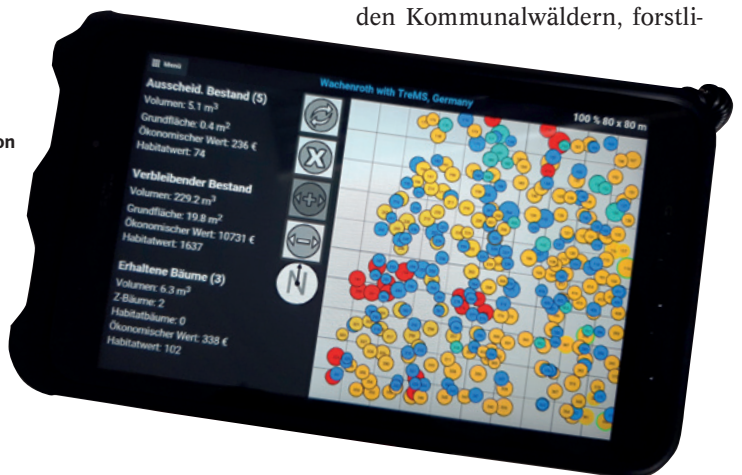 den Kommunalwäldern, forstli-
on
Menü
Wachenroth with TreMS, Germany
100 % 80 x 80 m
Ausscheid. Bestand (5)
Volumen: 5.1 m³
Grundfläche: 0.4 m²
Ökonomischer Wert: 236 €
Habitatwert: 74
Verbleibender Bestand
Volumen: 229.2 m³
Grundfläche: 19.8 m²
Ökonomischer Wert: 10731 €
Habitatwert: 1637
Erhaltene Bäume (3)
Volumen: 6.3 m³
Z-Bäume: 2
Habitatbäume: 0
Ökonomischer Wert: 338 €
Habitatwert: 102
N